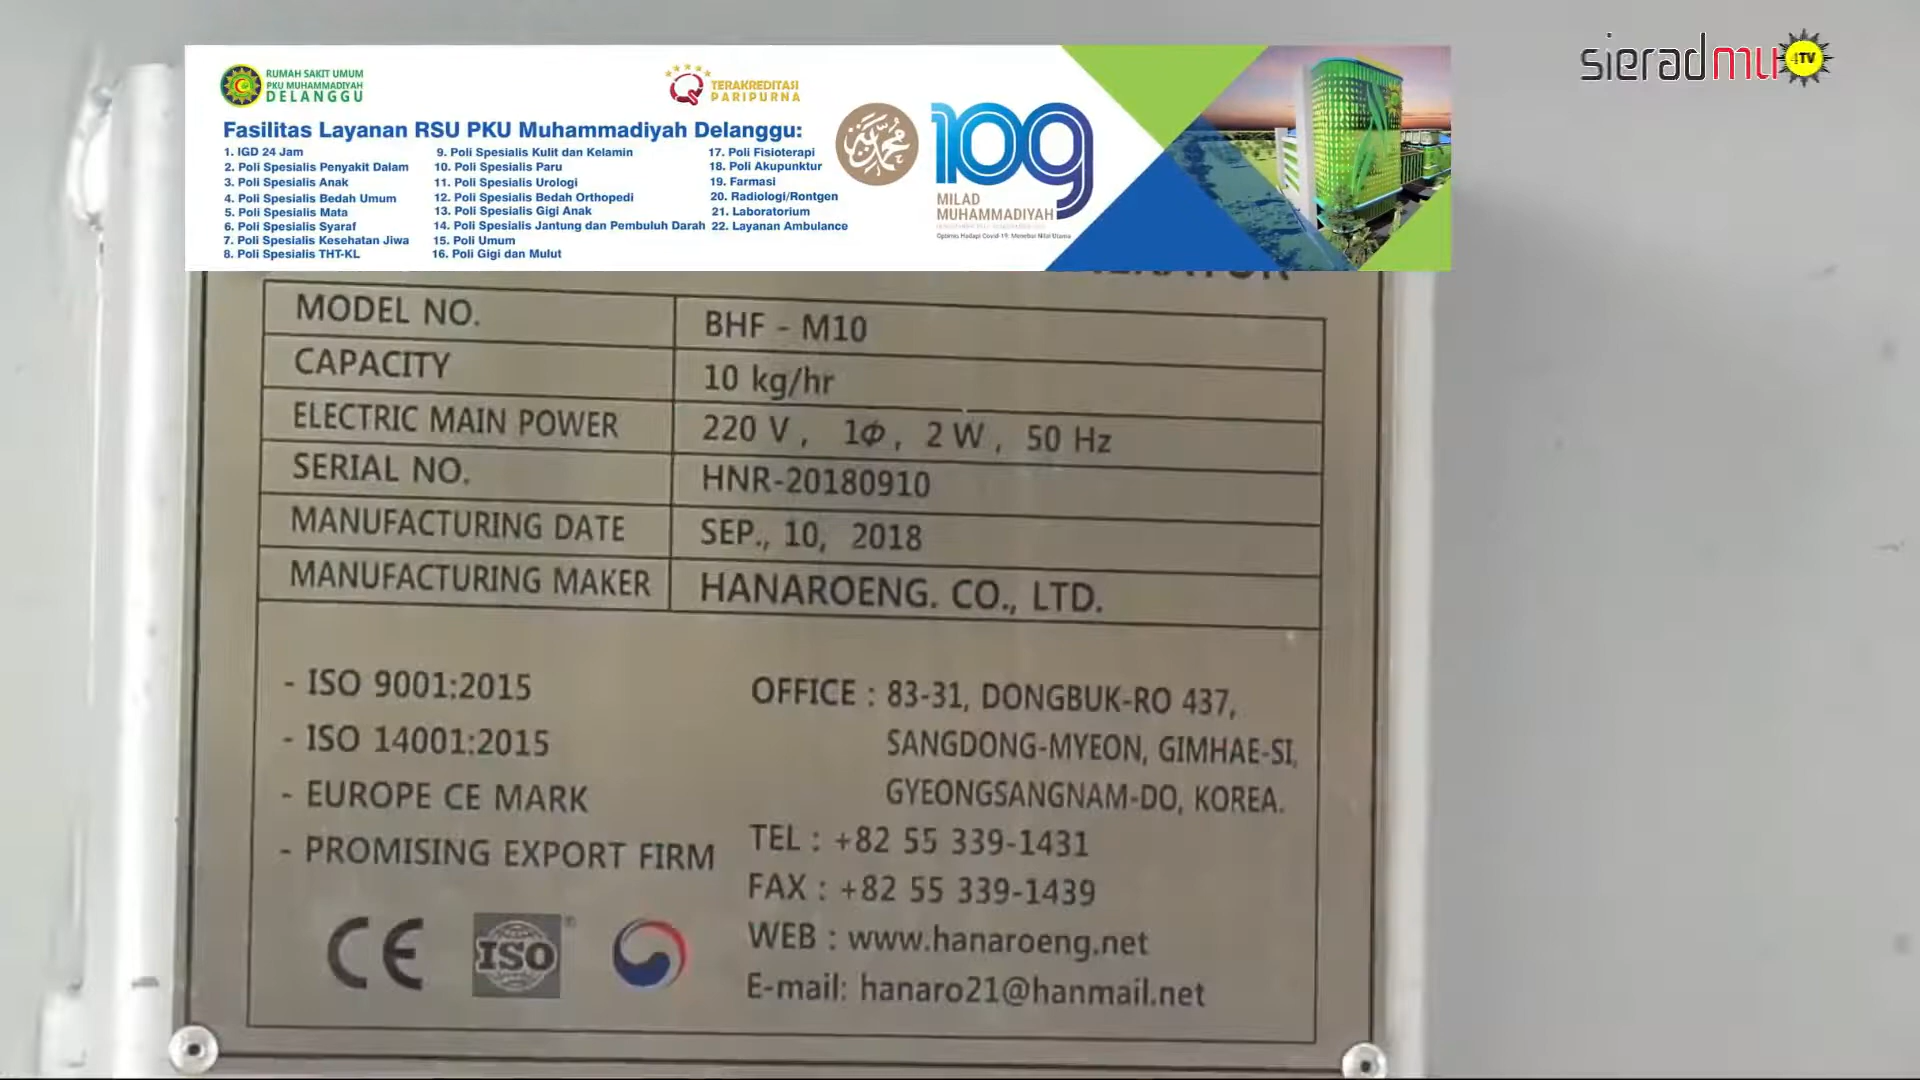 sieradmu
4TV
RUMAH SAKIT UMUM
PKU MUHAMMADIYAH
DELANGGU
TERAKREDITASI
PARIPURNA
Fasilitas Layanan RSU PKU Muhammadiyah Delanggu:
1. IGD 24 Jam
2. Poli Spesialis Penyakit Dalam
3. Poli Spesialis Anak
4. Poli Spesialis Bedah Umum
5. Poli Spesialis Mata
6. Poli Spesialis Syaraf
7. Poli Spesialis Kesehatan Jiwa
8. Poli Spesialis THT-KL
9. Poli Spesialis Kulit dan Kelamin
10. Poli Spesialis Paru
11. Poli Spesialis Urologi
12. Poli Spesialis Bedah Orthopedi
13. Poli Spesialis Gigi Anak
14. Poli Spesialis Jantung dan Pembuluh Darah
15. Poli Umum
16. Poli Gigi dan Mulut
17. Poli Fisioterapi
18. Poli Akupunktur
19. Farmasi
20. Radiologi/Rontgen
21. Laboratorium
22. Layanan Ambulance
109
MILAD
MUHAMMADIYAH
Optimis Hadapi Covid-19: Menebar Nilai Utama
MODEL NO. BHF - M10
CAPACITY 10 kg/hr
ELECTRIC MAIN POWER 220 V , 1Φ , 2 W , 50 Hz
SERIAL NO. HNR-20180910
MANUFACTURING DATE SEP., 10, 2018
MANUFACTURING MAKER HANAROENG. CO., LTD.
- ISO 9001:2015
- ISO 14001:2015
- EUROPE CE MARK
- PROMISING EXPORT FIRM
CE ISO ®
OFFICE : 83-31, DONGBUK-RO 437,
SANGDONG-MYEON, GIMHAE-SI,
GYEONGSANGNAM-DO, KOREA.
TEL : +82 55 339-1431
FAX : +82 55 339-1439
WEB : www.hanaroeng.net
E-mail: hanaro21@hanmail.net